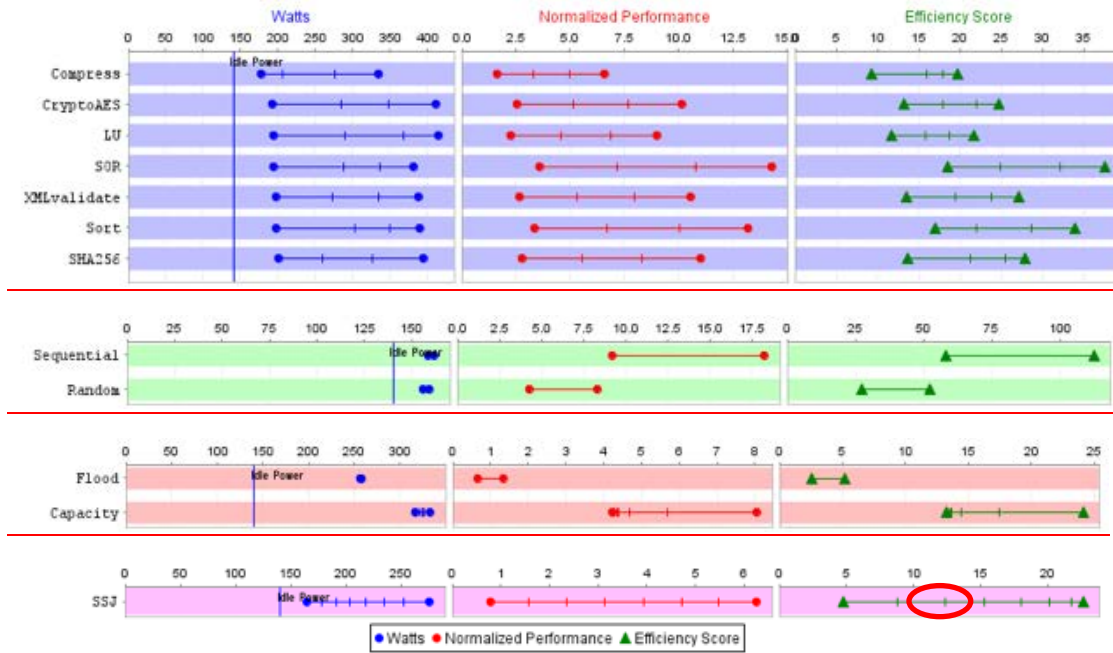 Watts Normalized Performance Efficiency Score
0 50 100 150 200 250 300 350 400 0.0 2.5 5.0 7.5 10.0 12.5 15.0 0 5 10 15 20 25 30 35
Idle Power
Compress
CryptoAES
LU
SOR
XMLvalidate
Sort
SHA256
0 25 50 75 100 125 150 0.0 2.5 5.0 7.5 10.0 12.5 15.0 17.5 0 25 50 75 100
Idle Power
Sequential
Random
0 50 100 150 200 250 300 0 1 2 3 4 5 6 7 8 0 5 10 15 20 25
Idle Power
Flood
Capacity
0 50 100 150 200 250 0 1 2 3 4 5 6 0 5 10 15 20
Idle Power
SSJ
Watts Normalized Performance Efficiency Score